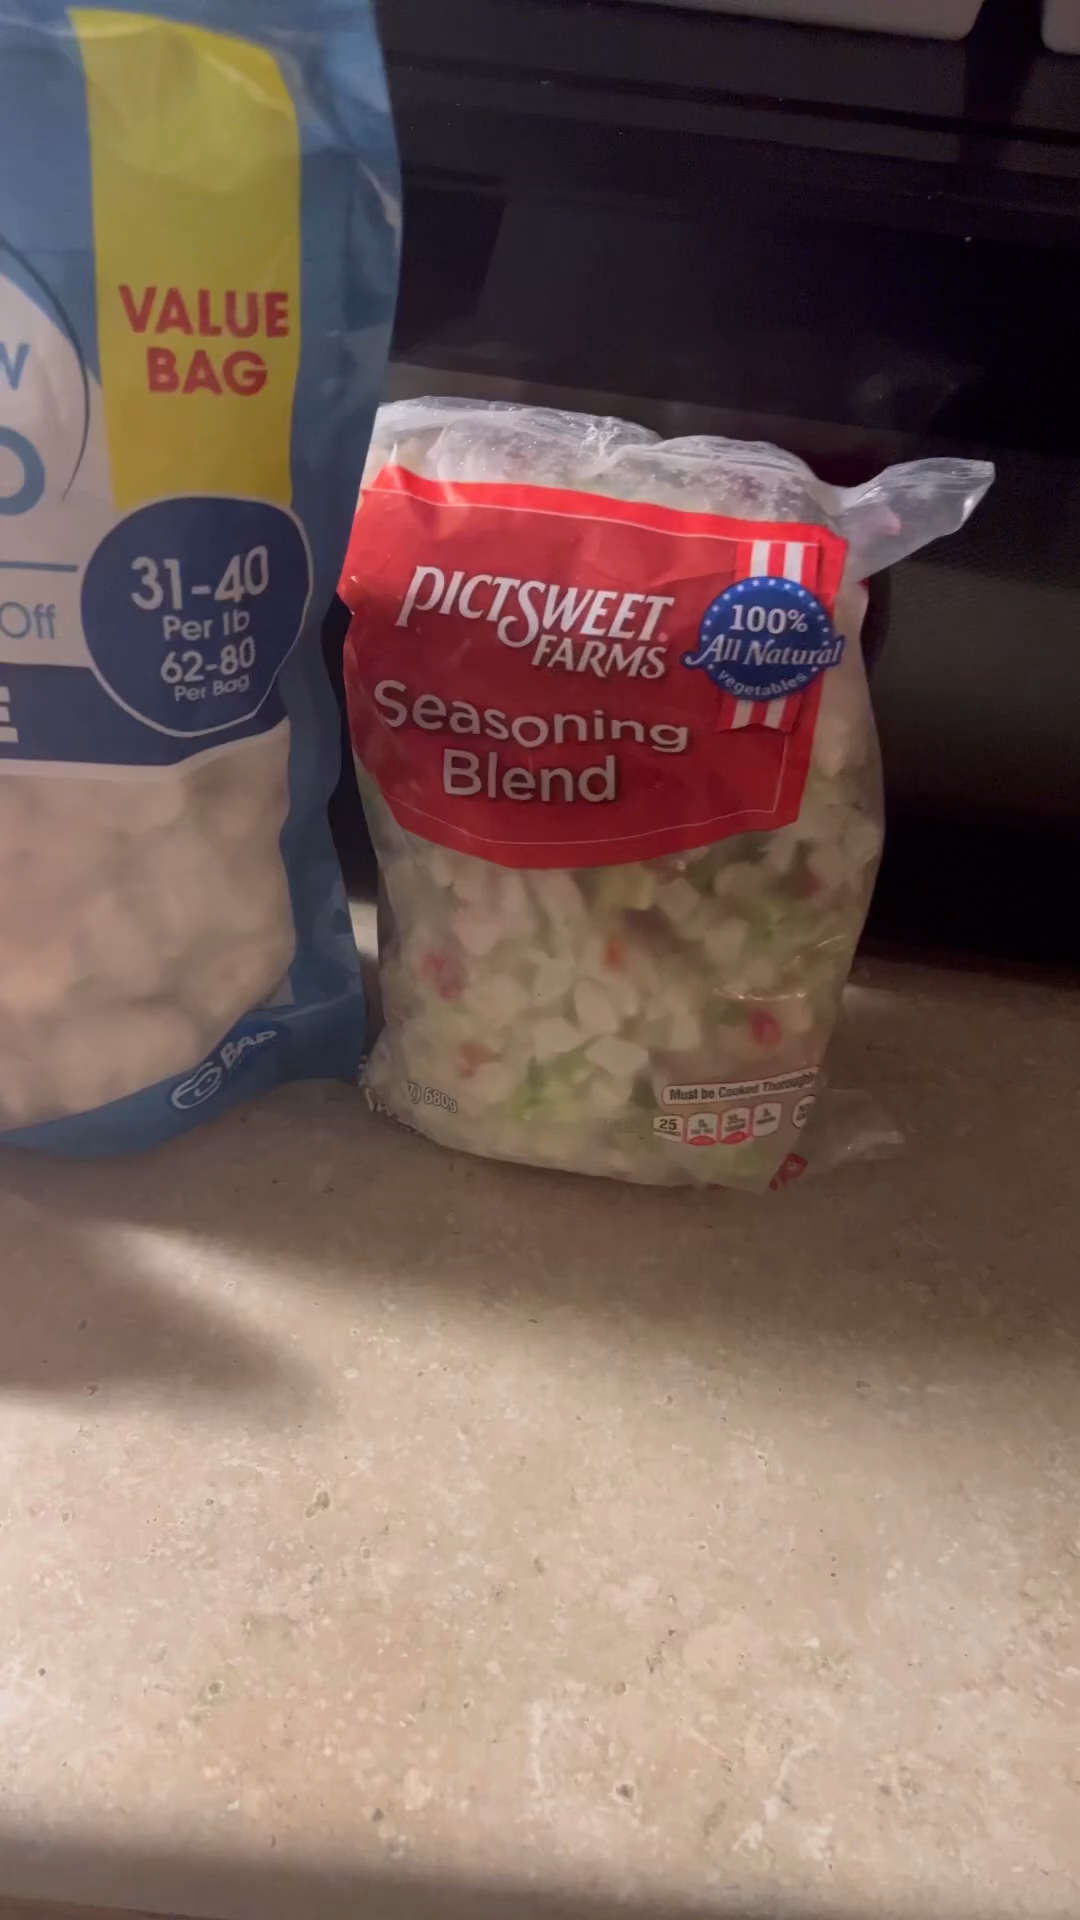 VALUE
BAG
W
O
Off
E
31-40
Per lb
62-80
Per Bag
BAP
PICTSWEET
FARMS
100%
All Natural
vegetables
Seasoning
Blend
680g
Must be Cooked Thoroughly
25